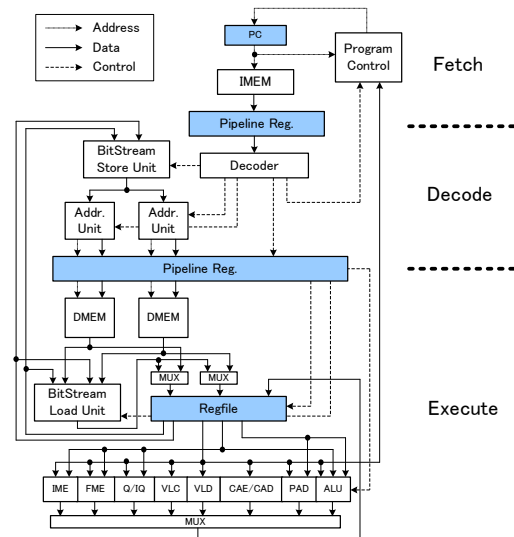 Address
Data
Control
PC
Program
Control
Fetch
IMEM
Pipeline Reg.
BitStream
Store Unit
Decoder
Decode
Addr.
Unit
Addr.
Unit
Pipeline Reg.
DMEM
DMEM
MUX
MUX
BitStream
Load Unit
Regfile
Execute
IME FME Q/IQ VLC VLD CAE/CAD PAD ALU
MUX